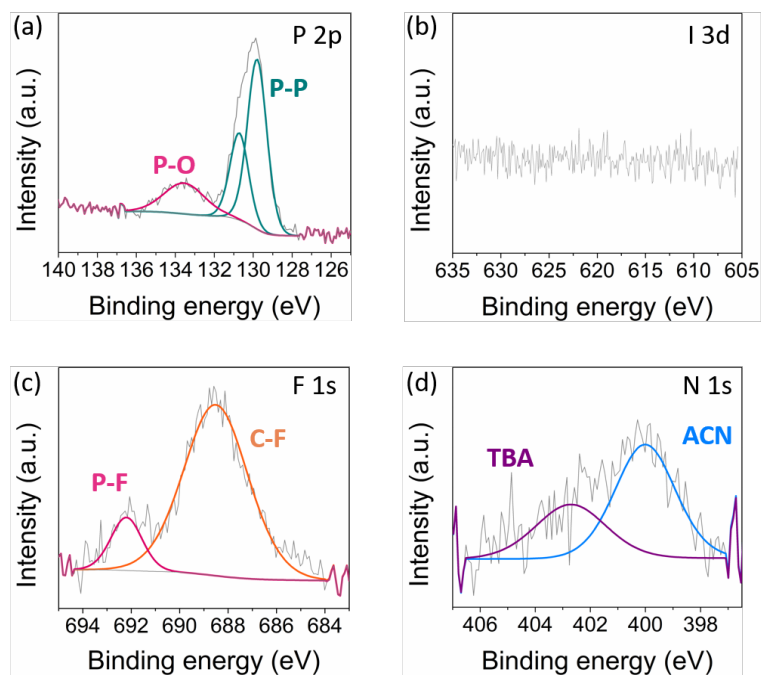 (a)
P 2p
P-P
P-O
Intensity (a.u.)
140 138 136 134 132 130 128 126
Binding energy (eV)
(b)
I 3d
Intensity (a.u.)
635 630 625 620 615 610 605
Binding energy (eV)
(c)
F 1s
C-F
P-F
Intensity (a.u.)
694 692 690 688 686 684
Binding energy (eV)
(d)
N 1s
ACN
TBA
Intensity (a.u.)
406 404 402 400 398
Binding energy (eV)